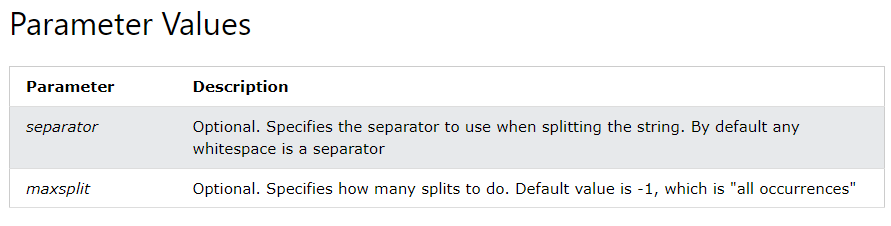 Parameter Values
Parameter Description
separator Optional. Specifies the separator to use when splitting the string. By default any
whitespace is a separator
maxsplit Optional. Specifies how many splits to do. Default value is -1, which is "all occurrences"